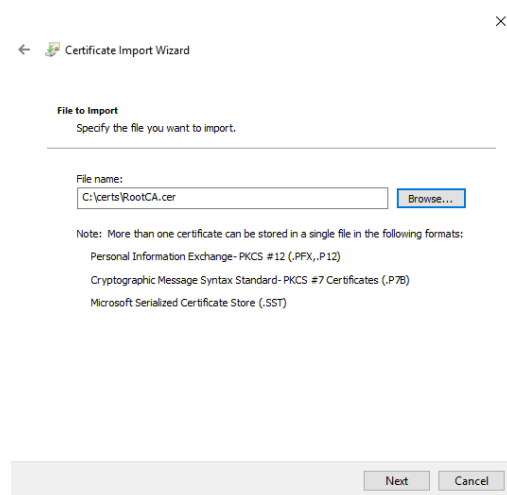 Certificate Import Wizard
File to Import
Specify the file you want to import.
File name:
C:\certs\RootCA.cer
Browse...
Note: More than one certificate can be stored in a single file in the following formats:
Personal Information Exchange- PKCS #12 (.PFX,.P12)
Cryptographic Message Syntax Standard- PKCS #7 Certificates (.P7B)
Microsoft Serialized Certificate Store (.SST)
Next
Cancel